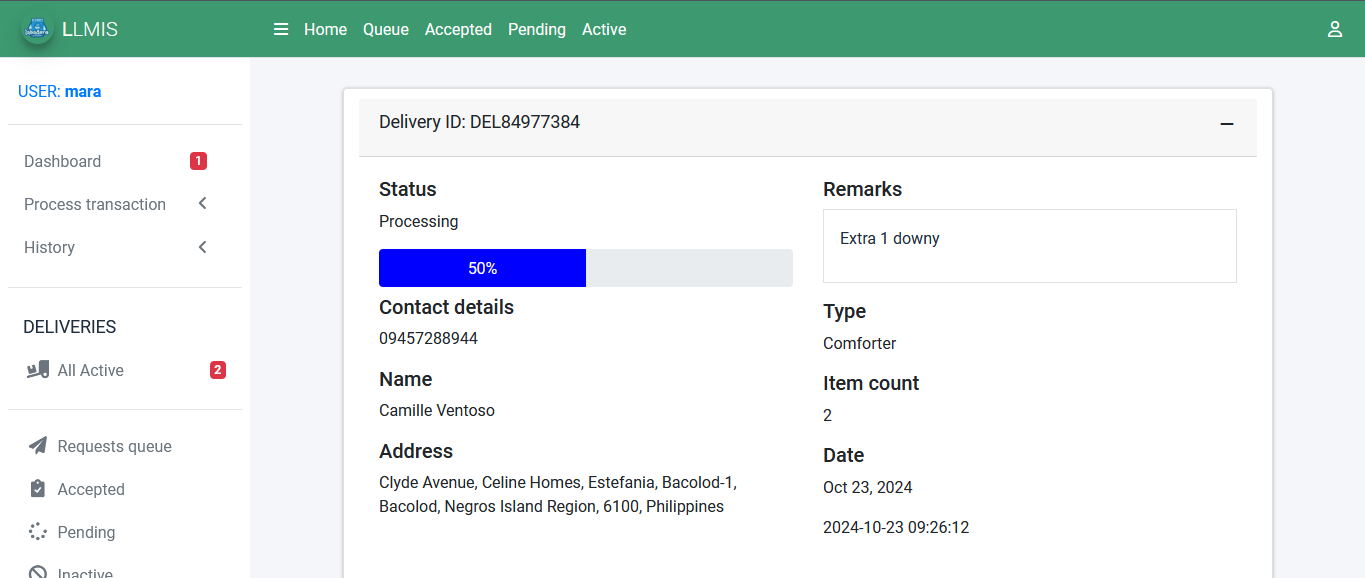 LLMIS
Home Queue Accepted Pending Active
USER: mara
Dashboard 1
Process transaction
History
DELIVERIES
All Active 2
Requests queue
Accepted
Pending
Inactive
Delivery ID: DEL84977384
Status
Processing
50%
Contact details
09457288944
Name
Camille Ventoso
Address
Clyde Avenue, Celine Homes, Estefania, Bacolod-1,
Bacolod, Negros Island Region, 6100, Philippines
Remarks
Extra 1 downy
Type
Comforter
Item count
2
Date
Oct 23, 2024
2024-10-23 09:26:12